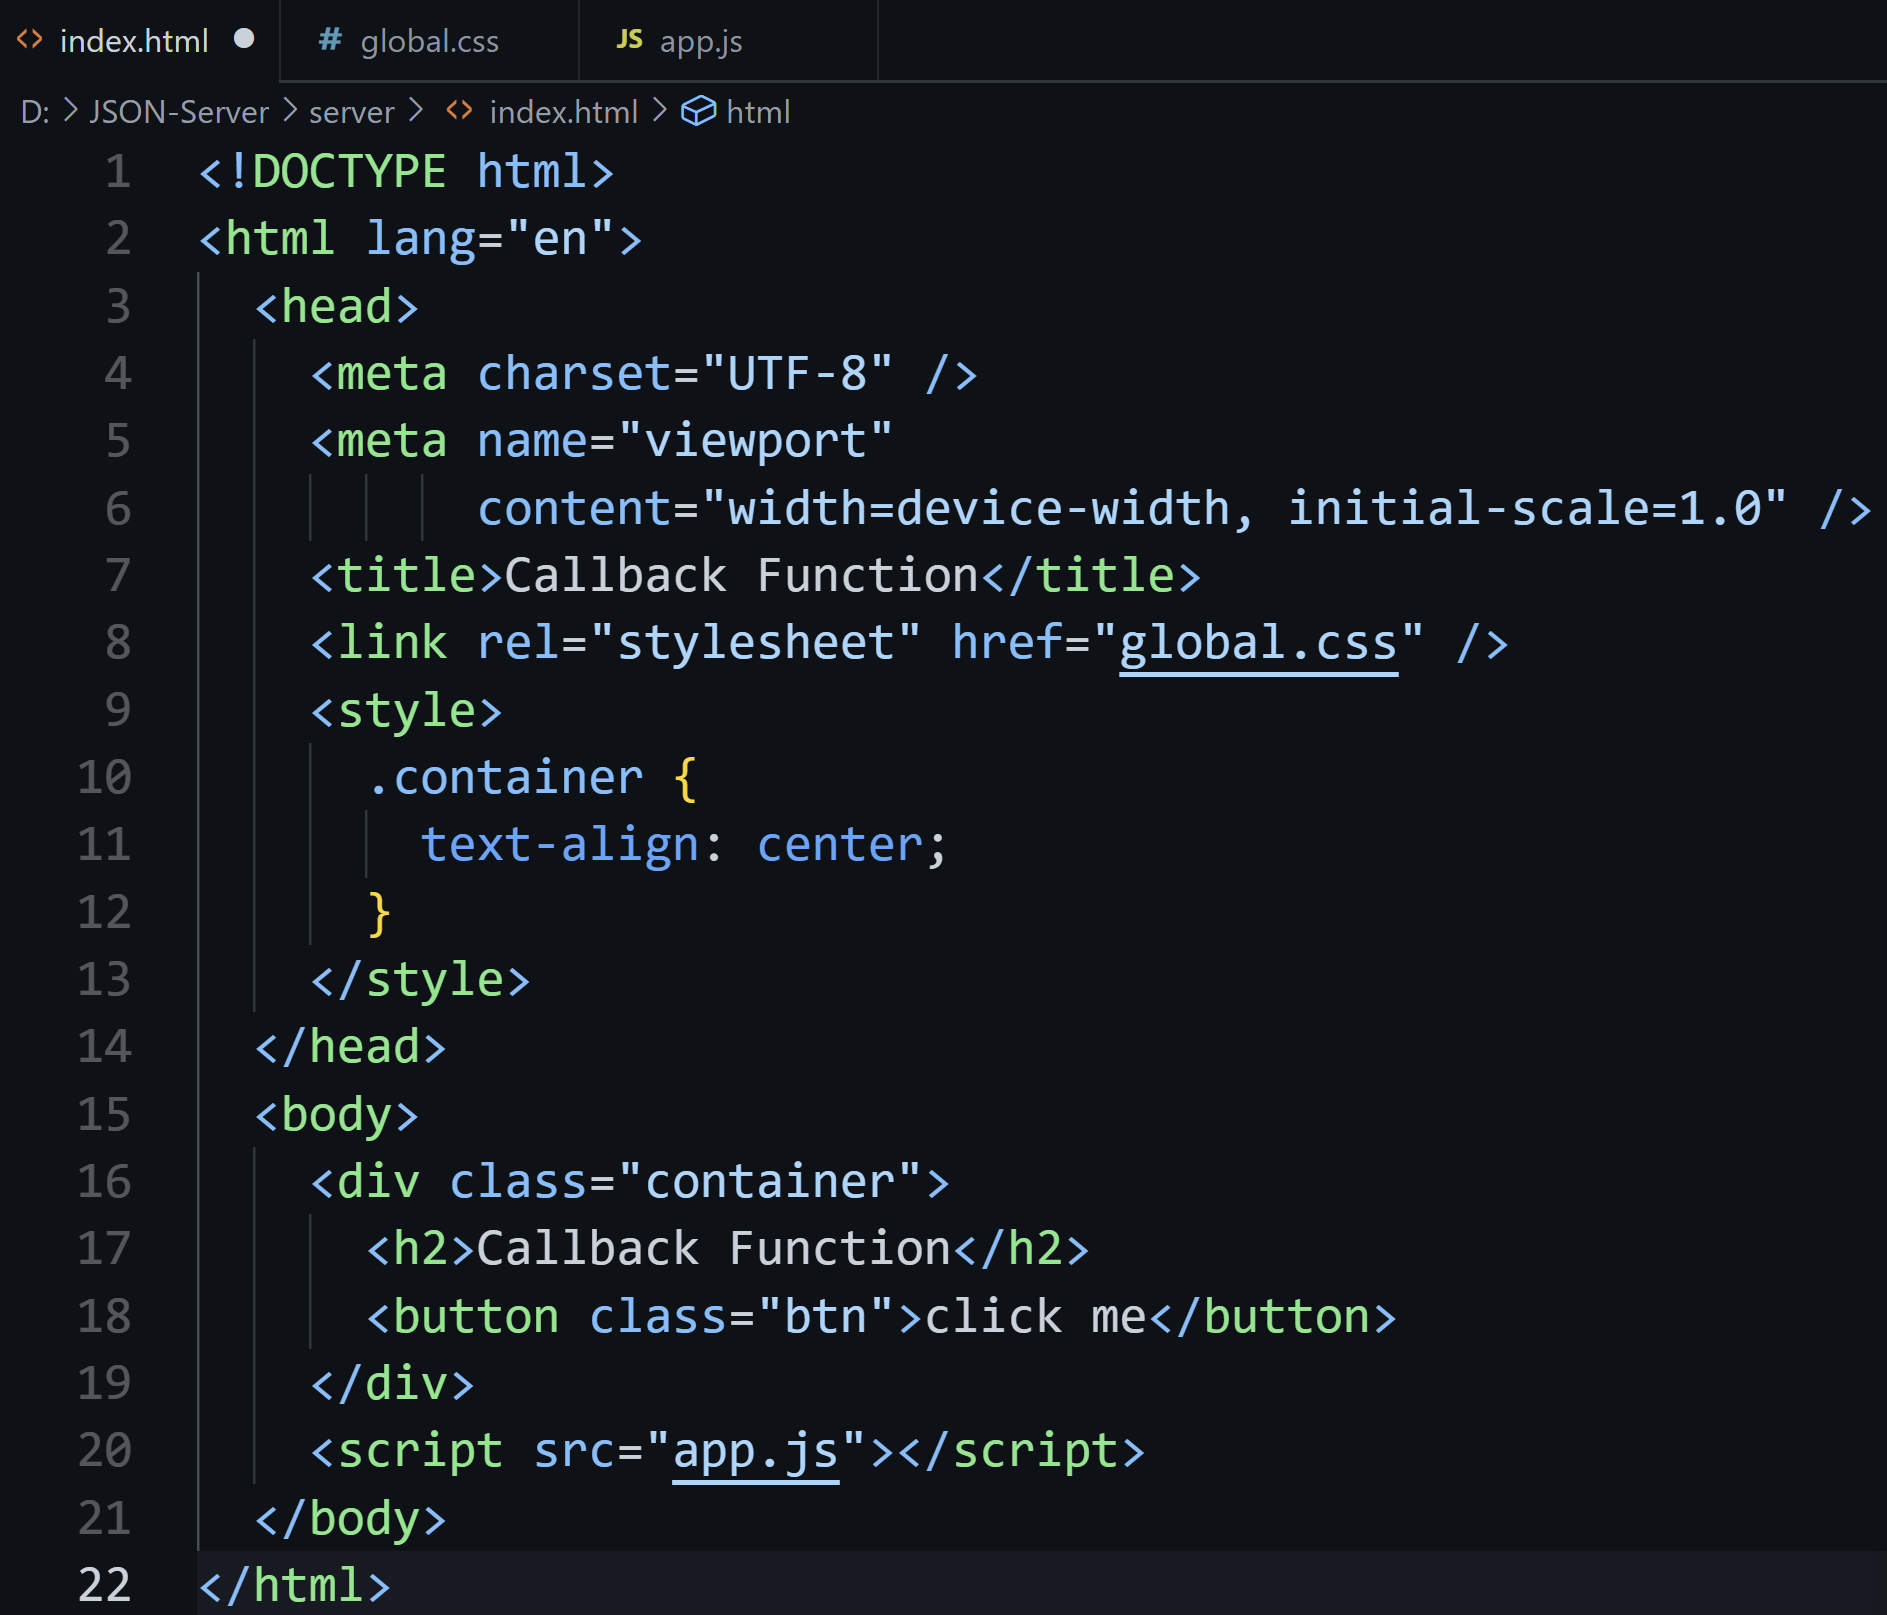 index.html
global.css
JS app.js
D: > JSON-Server > server > index.html > html
1 <!DOCTYPE html>
2 <html lang="en">
3   <head>
4     <meta charset="UTF-8" />
5     <meta name="viewport"
6           content="width=device-width, initial-scale=1.0" />
7     <title>Callback Function</title>
8     <link rel="stylesheet" href="global.css" />
9     <style>
10       .container {
11         text-align: center;
12       }
13     </style>
14   </head>
15   <body>
16     <div class="container">
17       <h2>Callback Function</h2>
18       <button class="btn">click me</button>
19     </div>
20     <script src="app.js"></script>
21   </body>
22 </html>